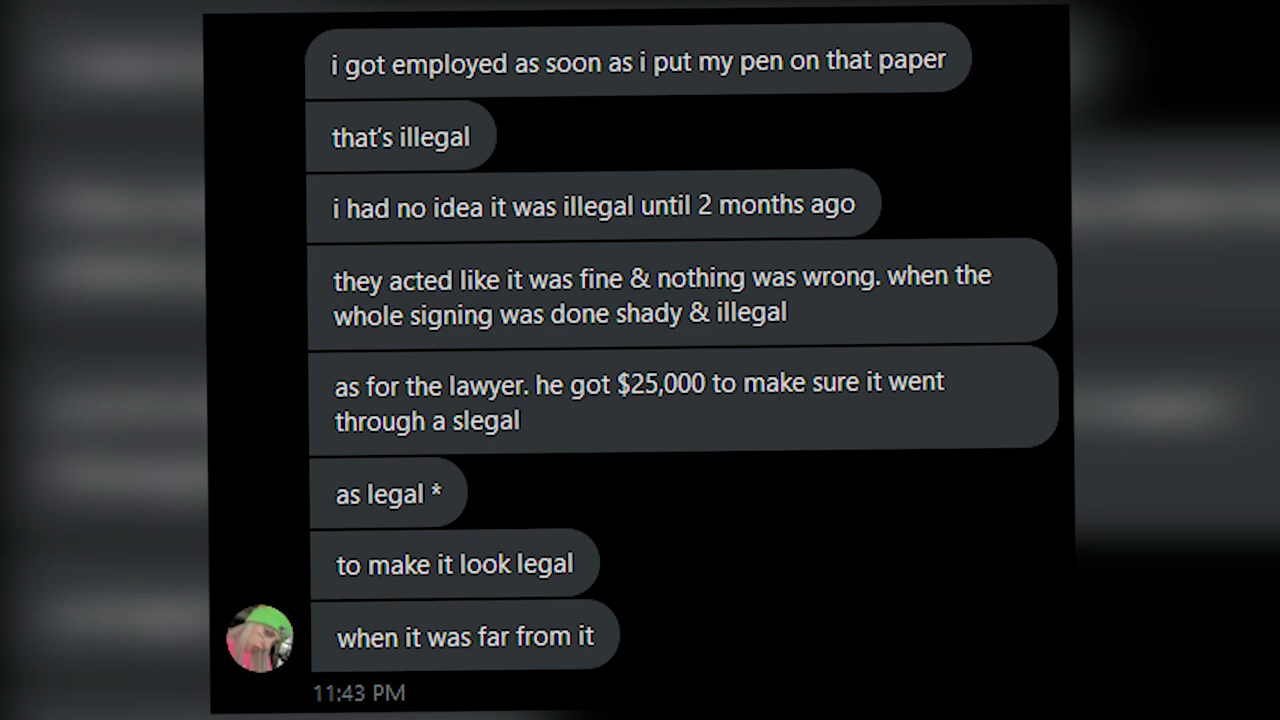 i got employed as soon as i put my pen on that paper
that's illegal
i had no idea it was illegal until 2 months ago
they acted like it was fine & nothing was wrong. when the
whole signing was done shady & illegal
as for the lawyer. he got $25,000 to make sure it went
through a slegal
as legal *
to make it look legal
when it was far from it
11:43 PM